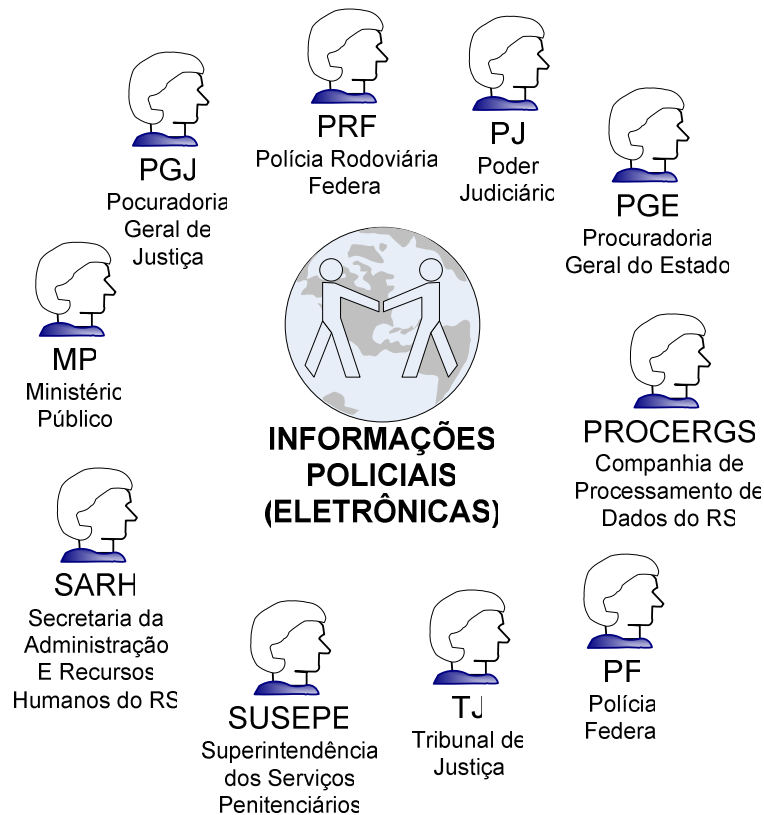 PRF
Polícia Rodoviária
Federa
PJ
Poder
Judiciário
PGJ
Pocuradoria
Geral de
Justiça
PGE
Procuradoria
Geral do Estado
MP
Ministéric
Público
INFORMAÇÕES
POLICIAIS
(ELETRÔNICAS)
PROCERGS
Companhia de
Processamento de
Dados do RS
SARH
Secretaria da
Administração
E Recursos
Humanos do RS
SUSEPE
Superintendência
dos Serviços
Penitenciários
TJ
Tribunal de
Justiça
PF
Polícia
Federa